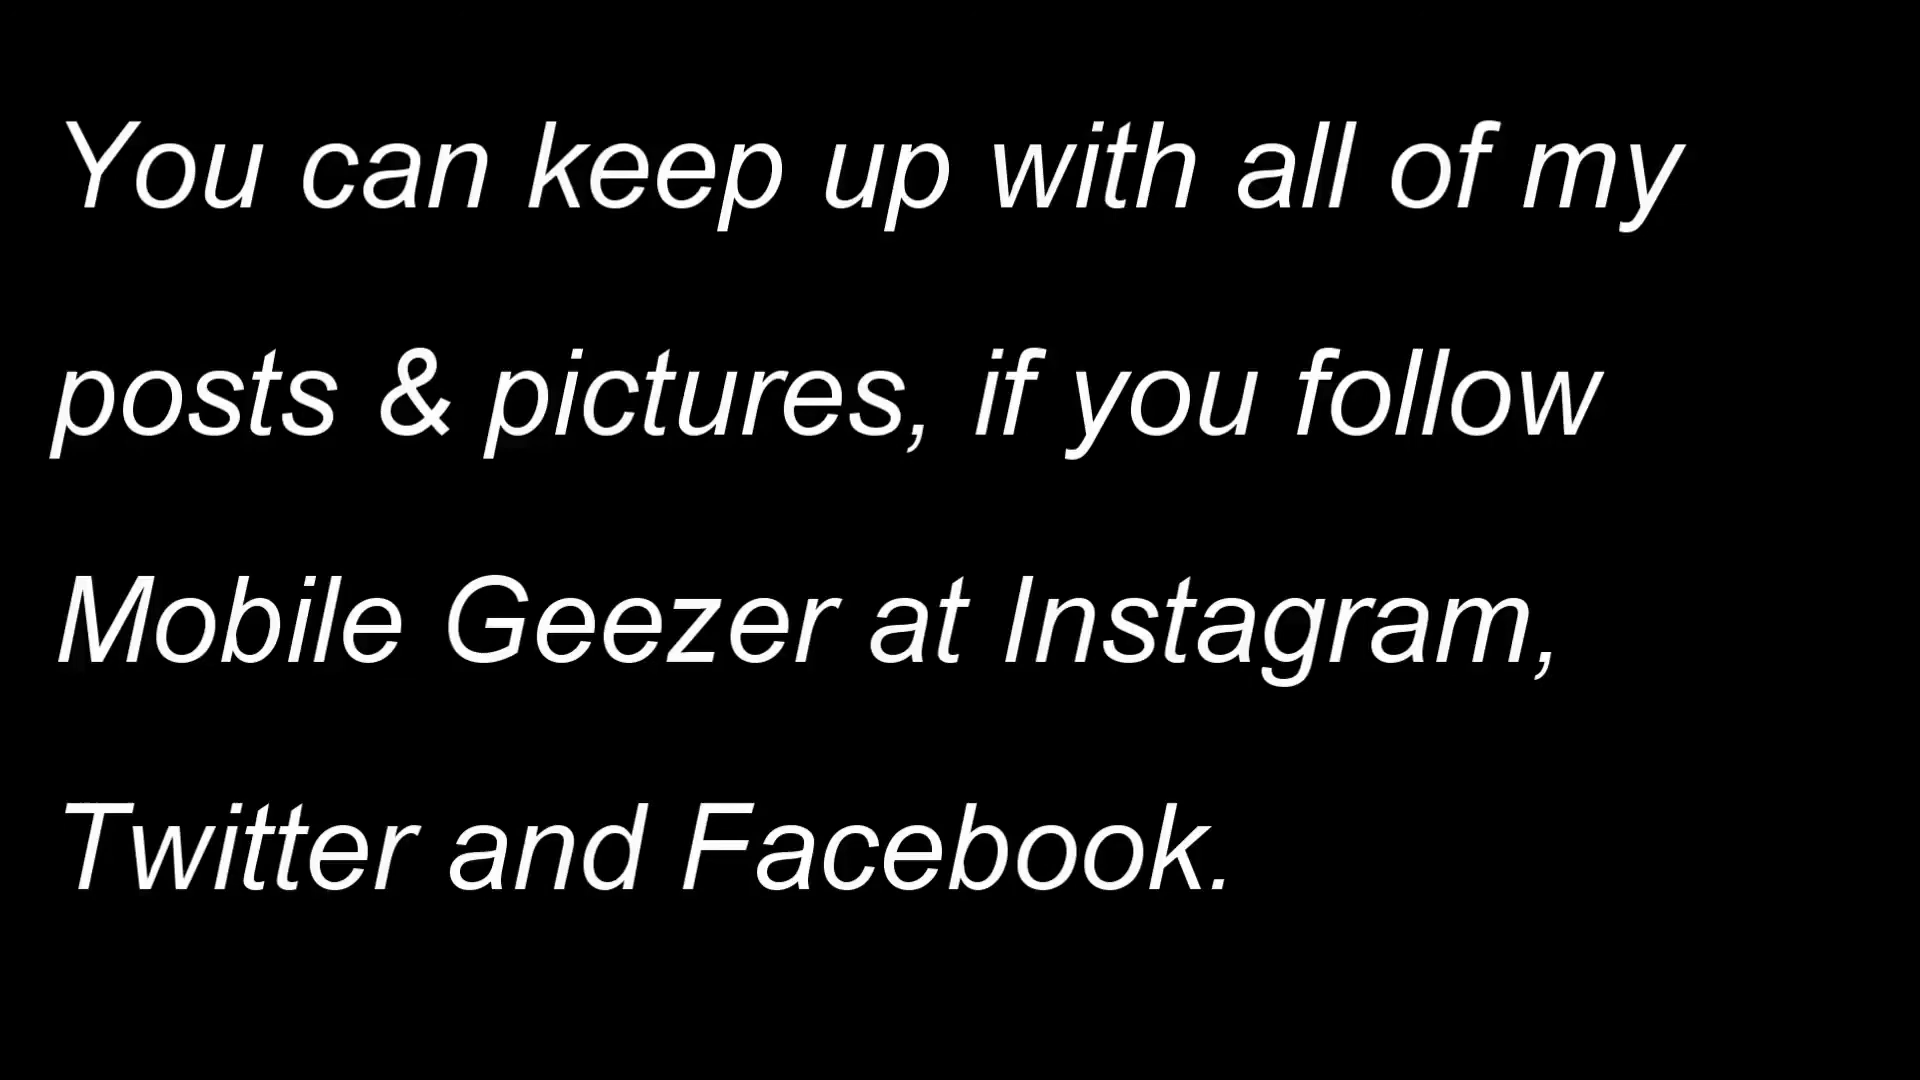 You can keep up with all of my
posts & pictures, if you follow
Mobile Geezer at Instagram,
Twitter and Facebook.